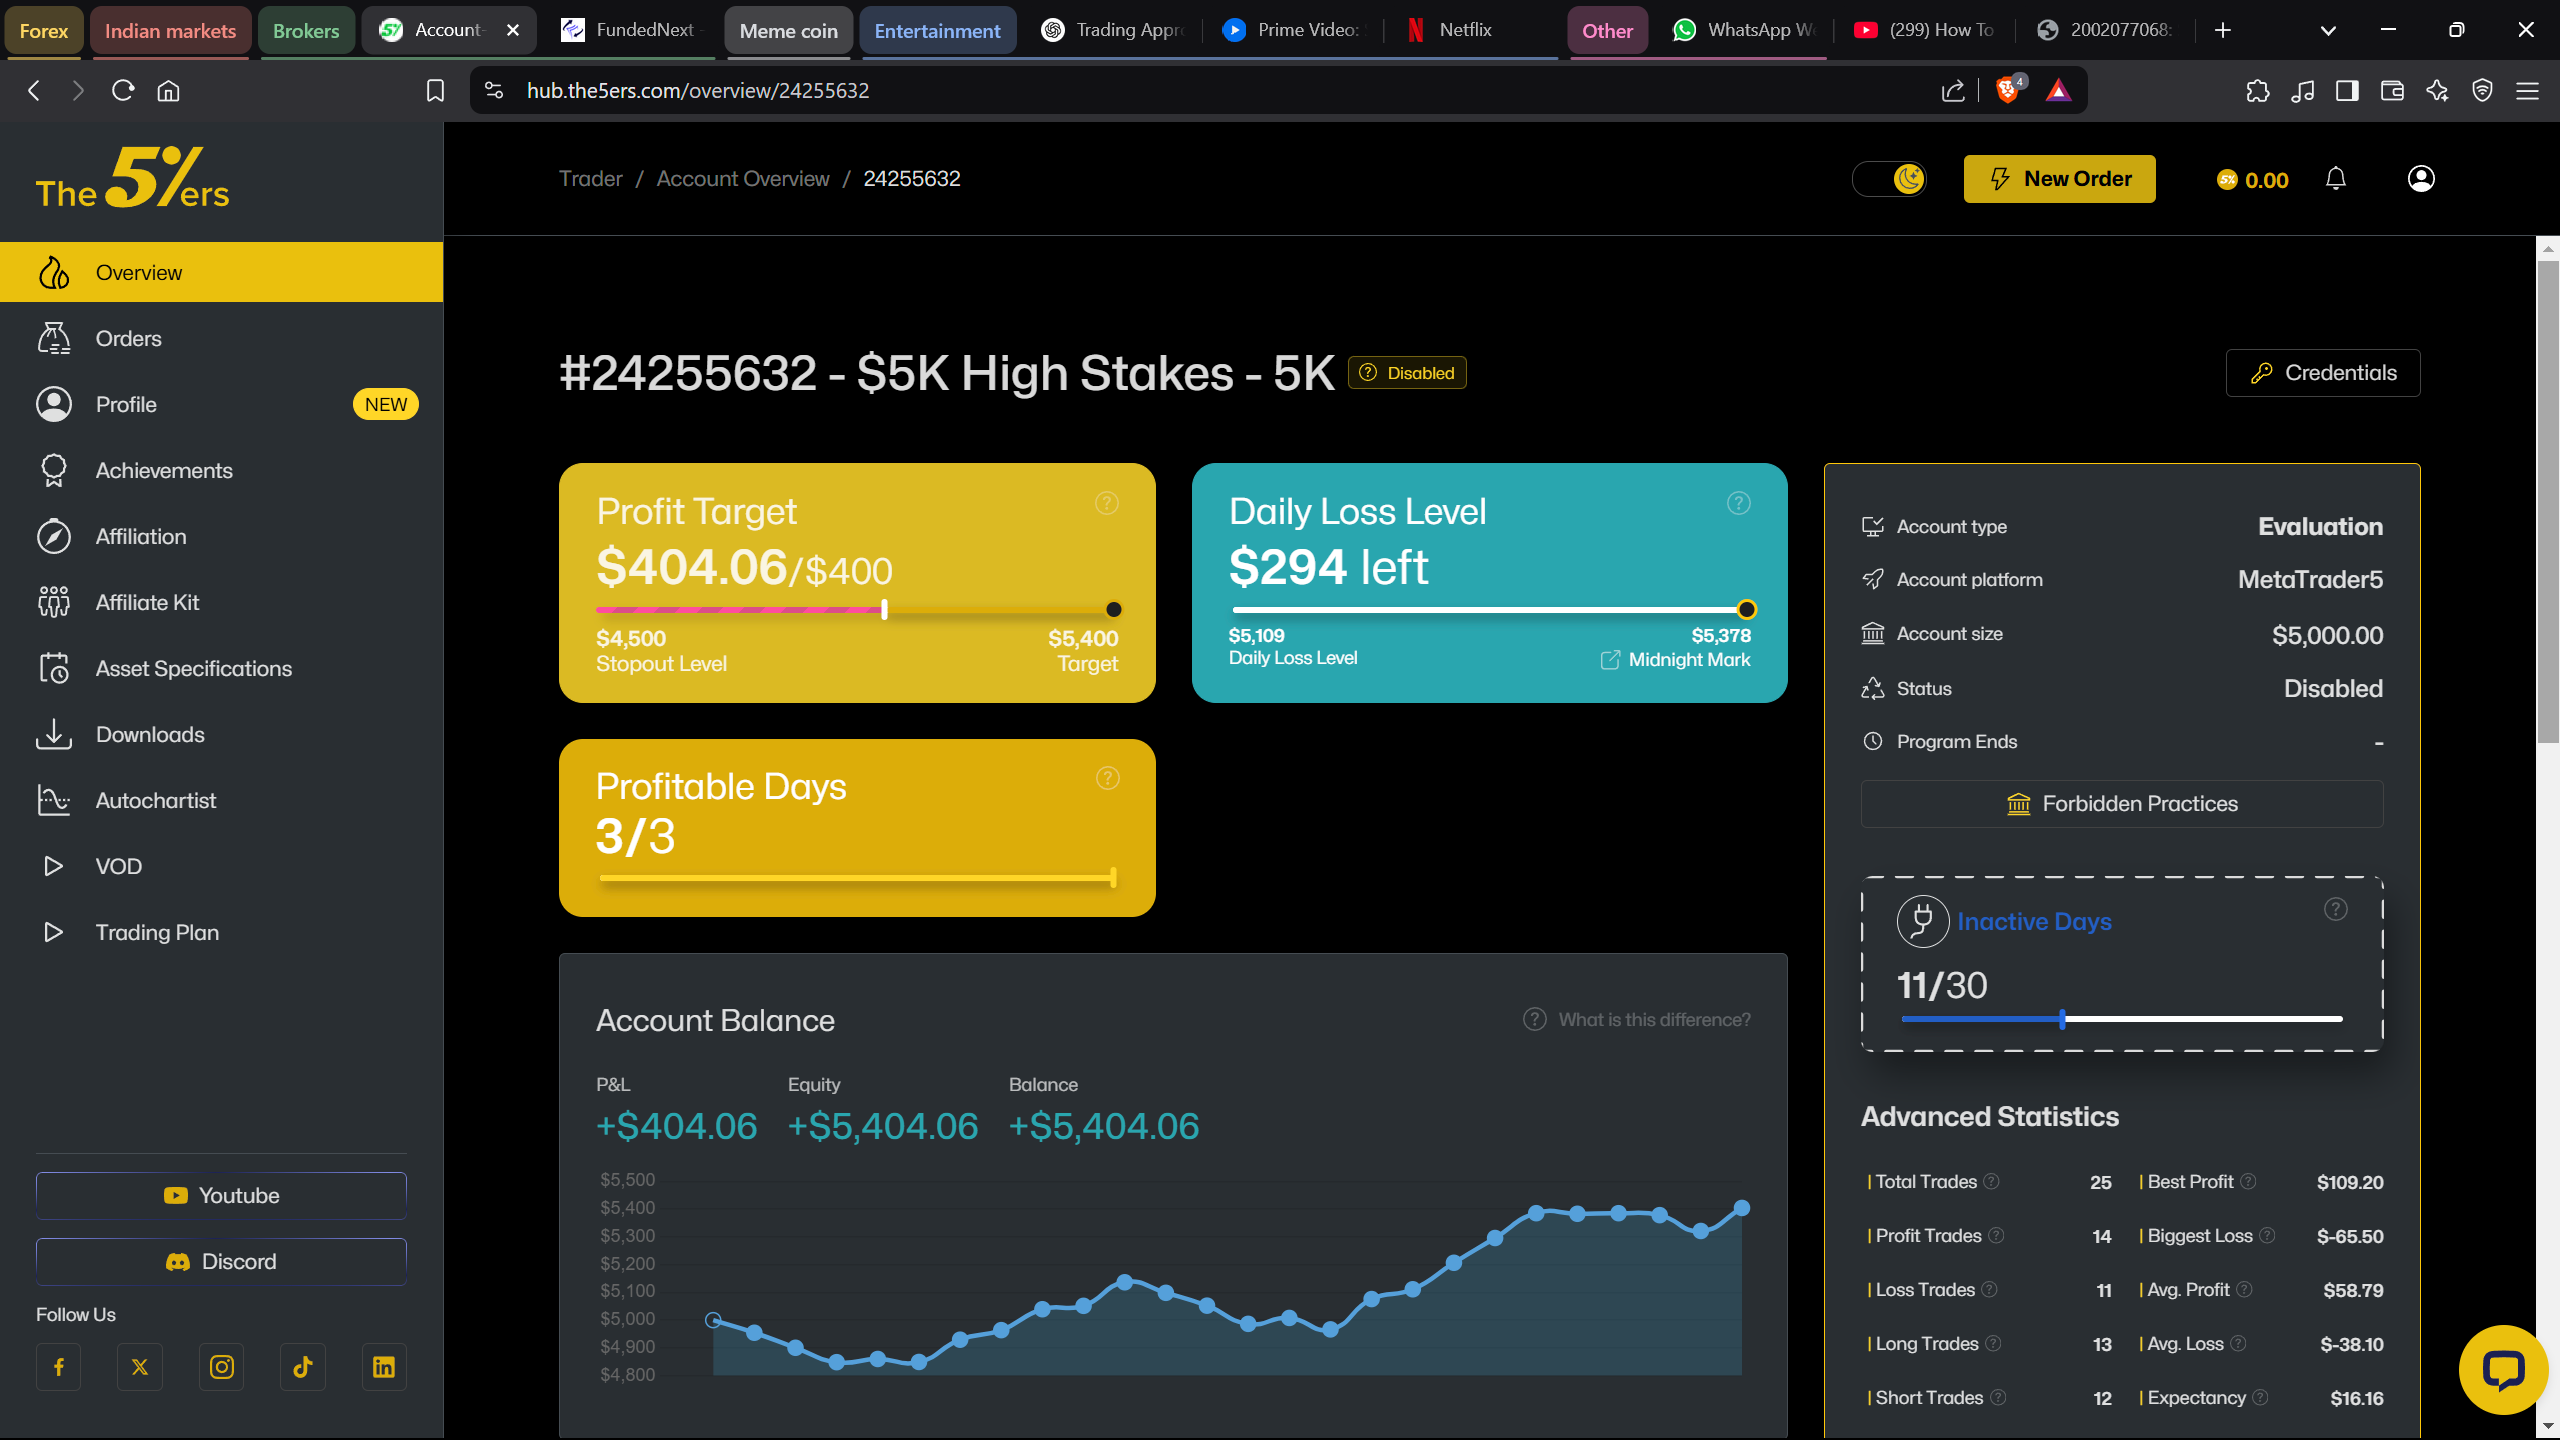 Forex
Indian markets
Brokers
Account-
FundedNext -
Meme coin
Entertainment
Trading Appr
Prime Video:
Netflix
Other
WhatsApp We
(299) How To
2002077068:
hub.the5ers.com/overview/24255632
4
The 5%ers
Trader / Account Overview / 24255632
New Order
0.00
Overview
Orders
Profile
NEW
Achievements
Affiliation
Affiliate Kit
Asset Specifications
Downloads
Autochartist
VOD
Trading Plan
Youtube
Discord
Follow Us
#24255632 - $5K High Stakes - 5K
Disabled
Credentials
Profit Target
$404.06/$400
$4,500
$5,400
Stopout Level
Target
Daily Loss Level
$294 left
$5,109
$5,378
Daily Loss Level
Midnight Mark
Profitable Days
3/3
Account type
Evaluation
Account platform
MetaTrader5
Account size
$5,000.00
Status
Disabled
Program Ends
-
Forbidden Practices
Inactive Days
11/30
Account Balance
What is this difference?
P&L
Equity
Balance
+$404.06
+$5,404.06
+$5,404.06
$5,500
$5,400
$5,300
$5,200
$5,100
$5,000
$4,900
$4,800
Advanced Statistics
Total Trades 25
Best Profit $109.20
Profit Trades 14
Biggest Loss $-65.50
Loss Trades 11
Avg. Profit $58.79
Long Trades 13
Avg. Loss $-38.10
Short Trades 12
Expectancy $16.16